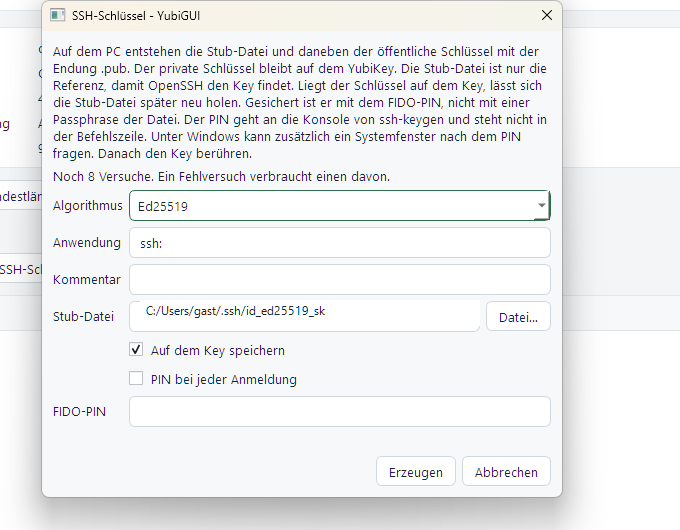 SSH-Schlüssel - YubiGUI
Auf dem PC entstehen die Stub-Datei und daneben der öffentliche Schlüssel mit der
Endung .pub. Der private Schlüssel bleibt auf dem YubiKey. Die Stub-Datei ist nur die
Referenz, damit OpenSSH den Key findet. Liegt der Schlüssel auf dem Key, lässt sich
die Stub-Datei später neu holen. Gesichert ist er mit dem FIDO-PIN, nicht mit einer
Passphrase der Datei. Der PIN geht an die Konsole von ssh-keygen und steht nicht in
der Befehlszeile. Unter Windows kann zusätzlich ein Systemfenster nach dem PIN
fragen. Danach den Key berühren.
Noch 8 Versuche. Ein Fehlversuch verbraucht einen davon.
Algorithmus Ed25519
Anwendung ssh:
Kommentar
Stub-Datei C:/Users/gast/.ssh/id_ed25519_sk Datei...
Auf dem Key speichern
PIN bei jeder Anmeldung
FIDO-PIN
Erzeugen Abbrechen
ndestlän
SSH-Sc